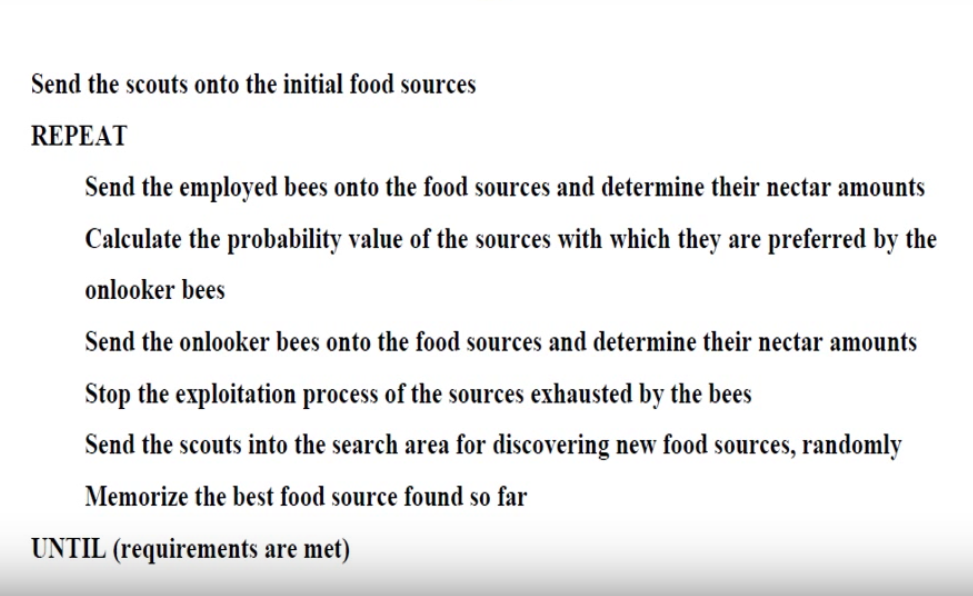 Send the scouts onto the initial food sources
REPEAT
Send the employed bees onto the food sources and determine their nectar amounts
Calculate the probability value of the sources with which they are preferred by the
onlooker bees
Send the onlooker bees onto the food sources and determine their nectar amounts
Stop the exploitation process of the sources exhausted by the bees
Send the scouts into the search area for discovering new food sources, randomly
Memorize the best food source found so far
UNTIL (requirements are met)